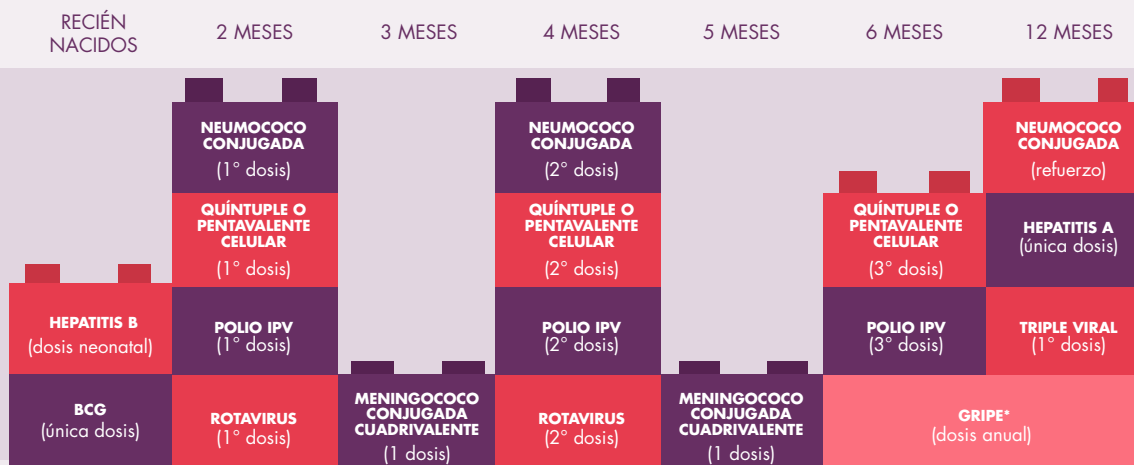 RECIÉN
NACIDOS
2 MESES
3 MESES
4 MESES
5 MESES
6 MESES
12 MESES
HEPATITIS B
(dosis neonatal)
BCG
(única dosis)
NEUMOCOCO
CONJUGADA
(1° dosis)
QUÍNTUPLE O
PENTAVALENTE
CELULAR
(1° dosis)
POLIO IPV
(1° dosis)
ROTAVIRUS
(1° dosis)
MENINGOCOCO
CONJUGADA
CUADRIVALENTE
(1 dosis)
NEUMOCOCO
CONJUGADA
(2° dosis)
QUÍNTUPLE O
PENTAVALENTE
CELULAR
(2° dosis)
POLIO IPV
(2° dosis)
ROTAVIRUS
(2° dosis)
MENINGOCOCO
CONJUGADA
CUADRIVALENTE
(1 dosis)
QUÍNTUPLE O
PENTAVALENTE
CELULAR
(3° dosis)
POLIO IPV
(3° dosis)
NEUMOCOCO
CONJUGADA
(refuerzo)
HEPATITIS A
(única dosis)
TRIPLE VIRAL
(1° dosis)
GRIPE*
(dosis anual)